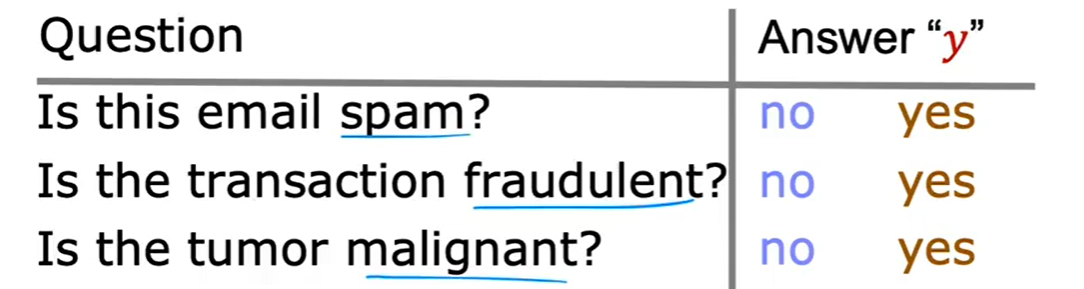 Question Answer “y”
Is this email spam? no yes
Is the transaction fraudulent? no yes
Is the tumor malignant? no yes